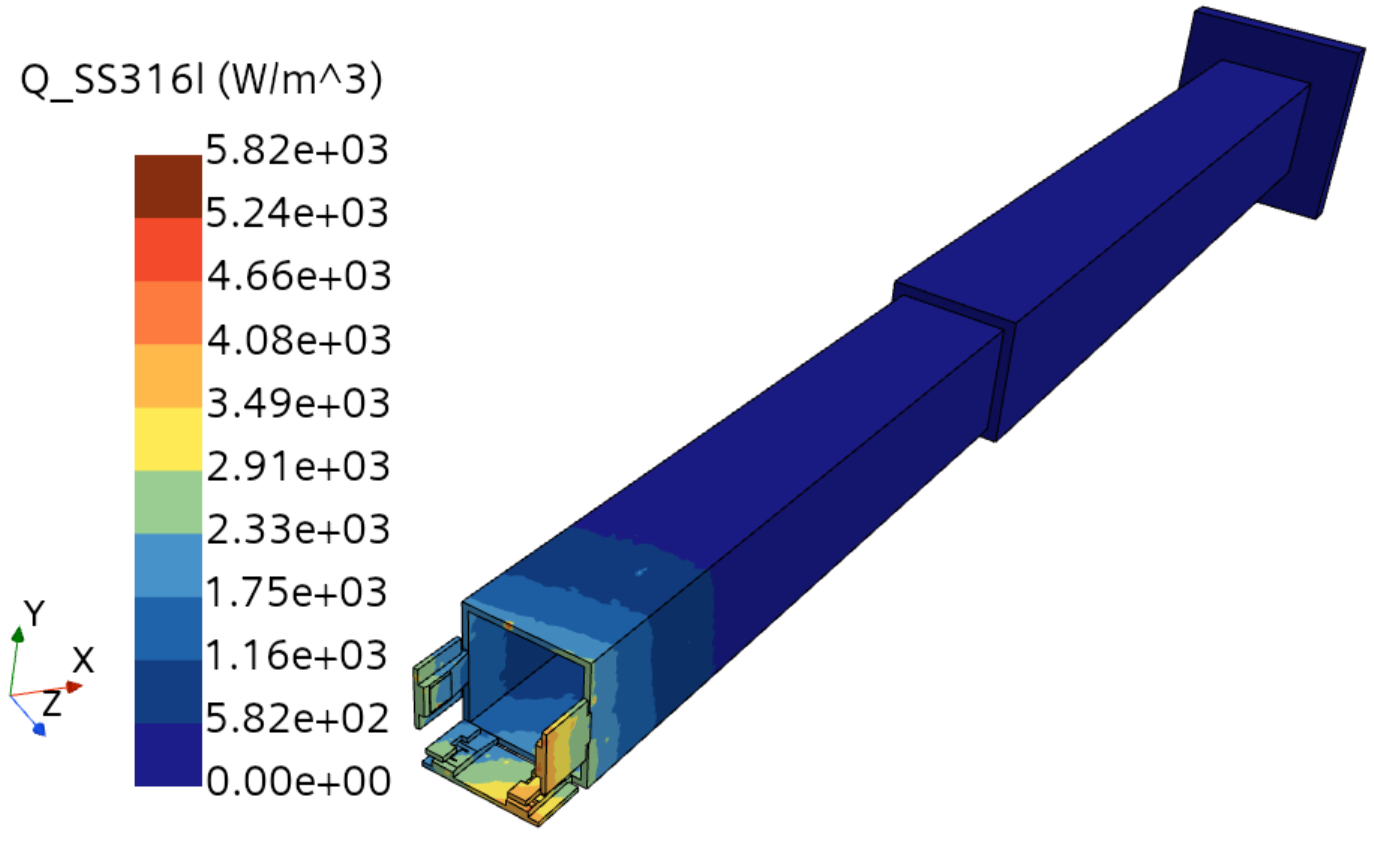 Q_SS316l (W/m^3)
5.82e+03
5.24e+03
4.66e+03
4.08e+03
3.49e+03
2.91e+03
2.33e+03
1.75e+03
1.16e+03
5.82e+02
0.00e+00
Y
X
Z